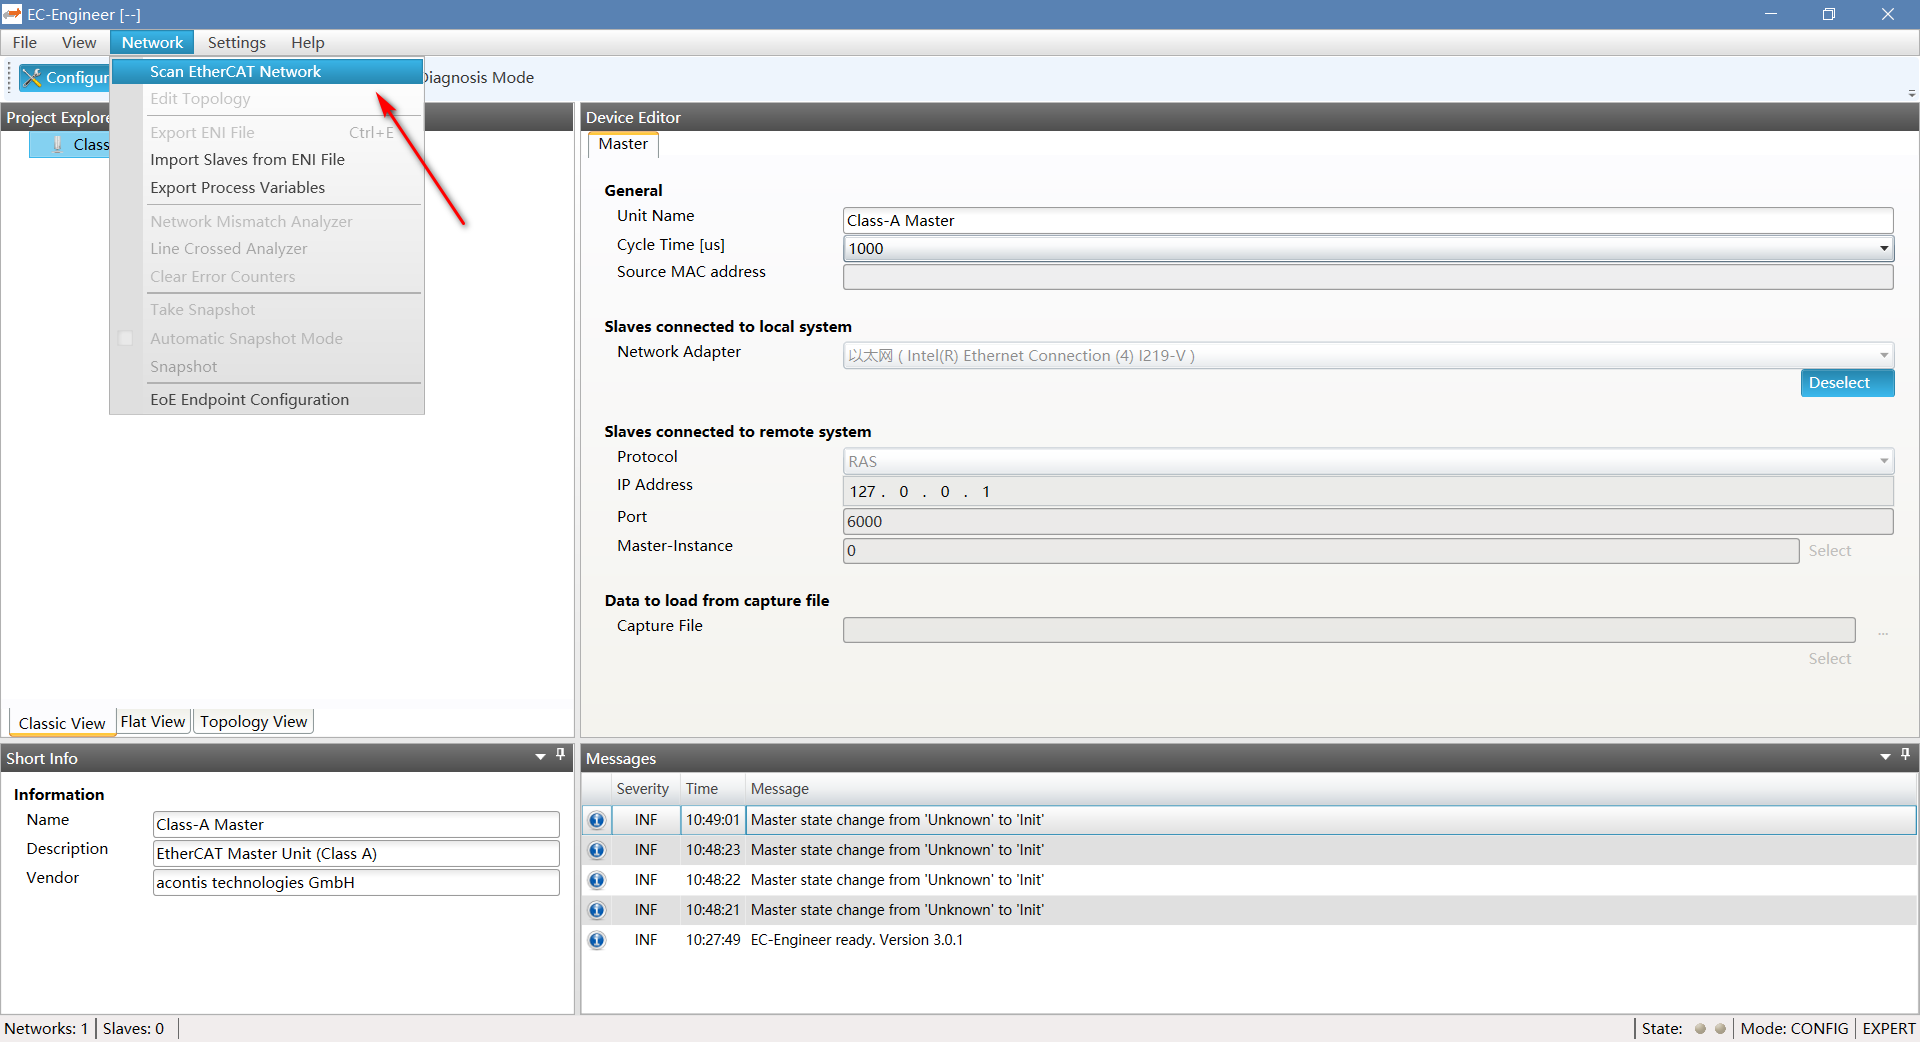 EC-Engineer [--]
File View Network Settings Help
Configur Diagnosis Mode
Scan EtherCAT Network
Edit Topology
Export ENI File Ctrl+E
Import Slaves from ENI File
Export Process Variables
Network Mismatch Analyzer
Line Crossed Analyzer
Clear Error Counters
Take Snapshot
Automatic Snapshot Mode
Snapshot
EoE Endpoint Configuration
Project Explore
Class
Classic View Flat View Topology View
Device Editor
Master
General
Unit Name Class-A Master
Cycle Time [us] 1000
Source MAC address
Slaves connected to local system
Network Adapter 以太网 ( Intel(R) Ethernet Connection (4) I219-V )
Deselect
Slaves connected to remote system
Protocol RAS
IP Address 127 . 0 . 0 . 1
Port 6000
Master-Instance 0 Select
Data to load from capture file
Capture File ...
Select
Short Info
Information
Name Class-A Master
Description EtherCAT Master Unit (Class A)
Vendor acontis technologies GmbH
Messages
Severity Time Message
INF 10:49:01 Master state change from 'Unknown' to 'Init'
INF 10:48:23 Master state change from 'Unknown' to 'Init'
INF 10:48:22 Master state change from 'Unknown' to 'Init'
INF 10:48:21 Master state change from 'Unknown' to 'Init'
INF 10:27:49 EC-Engineer ready. Version 3.0.1
Networks: 1 Slaves: 0 State: Mode: CONFIG EXPERT